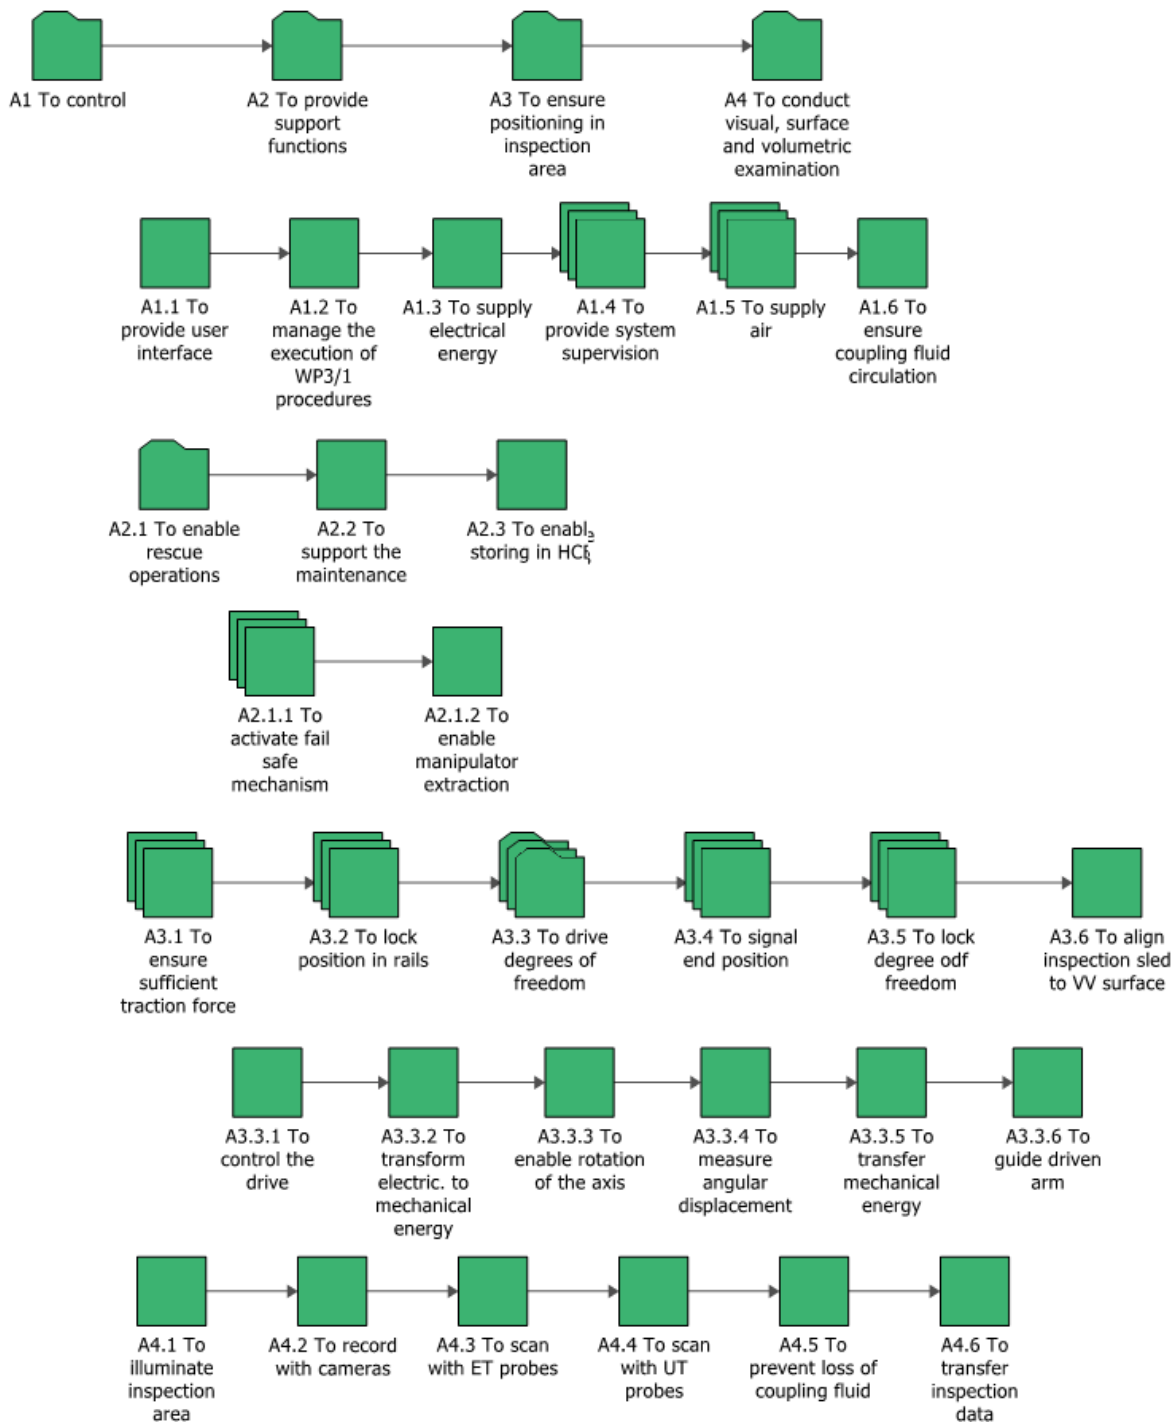 A1 To control
A2 To provide
support
functions
A3 To ensure
positioning in
inspection
area
A4 To conduct
visual, surface
and volumetric
examination
A1.1 To
provide user
interface
A1.2 To
manage the
execution of
WP3/1
procedures
A1.3 To supply
electrical
energy
A1.4 To
provide system
supervision
A1.5 To supply
air
A1.6 To
ensure
coupling fluid
circulation
A2.1 To enable
rescue
operations
A2.2 To
support the
maintenance
A2.3 To enable
storing in
A2.1.1 To
activate fail
safe
mechanism
A2.1.2 To
enable
manipulator
extraction
A3.1 To
ensure
sufficient
traction force
A3.2 To lock
position in rails
A3.3 To drive
degrees of
freedom
A3.4 To signal
end position
A3.5 To lock
degree odf
freedom
A3.6 To align
inspection sled
to VV surface
A3.3.1 To
control the
drive
A3.3.2 To
transform
electric. to
mechanical
energy
A3.3.3 To
enable rotation
of the axis
A3.3.4 To
measure
angular
displacement
A3.3.5 To
transfer
mechanical
energy
A3.3.6 To
guide driven
arm
A4.1 To
illuminate
inspection
area
A4.2 To record
with cameras
A4.3 To scan
with ET probes
A4.4 To scan
with UT
probes
A4.5 To
prevent loss of
coupling fluid
A4.6 To
transfer
inspection
data